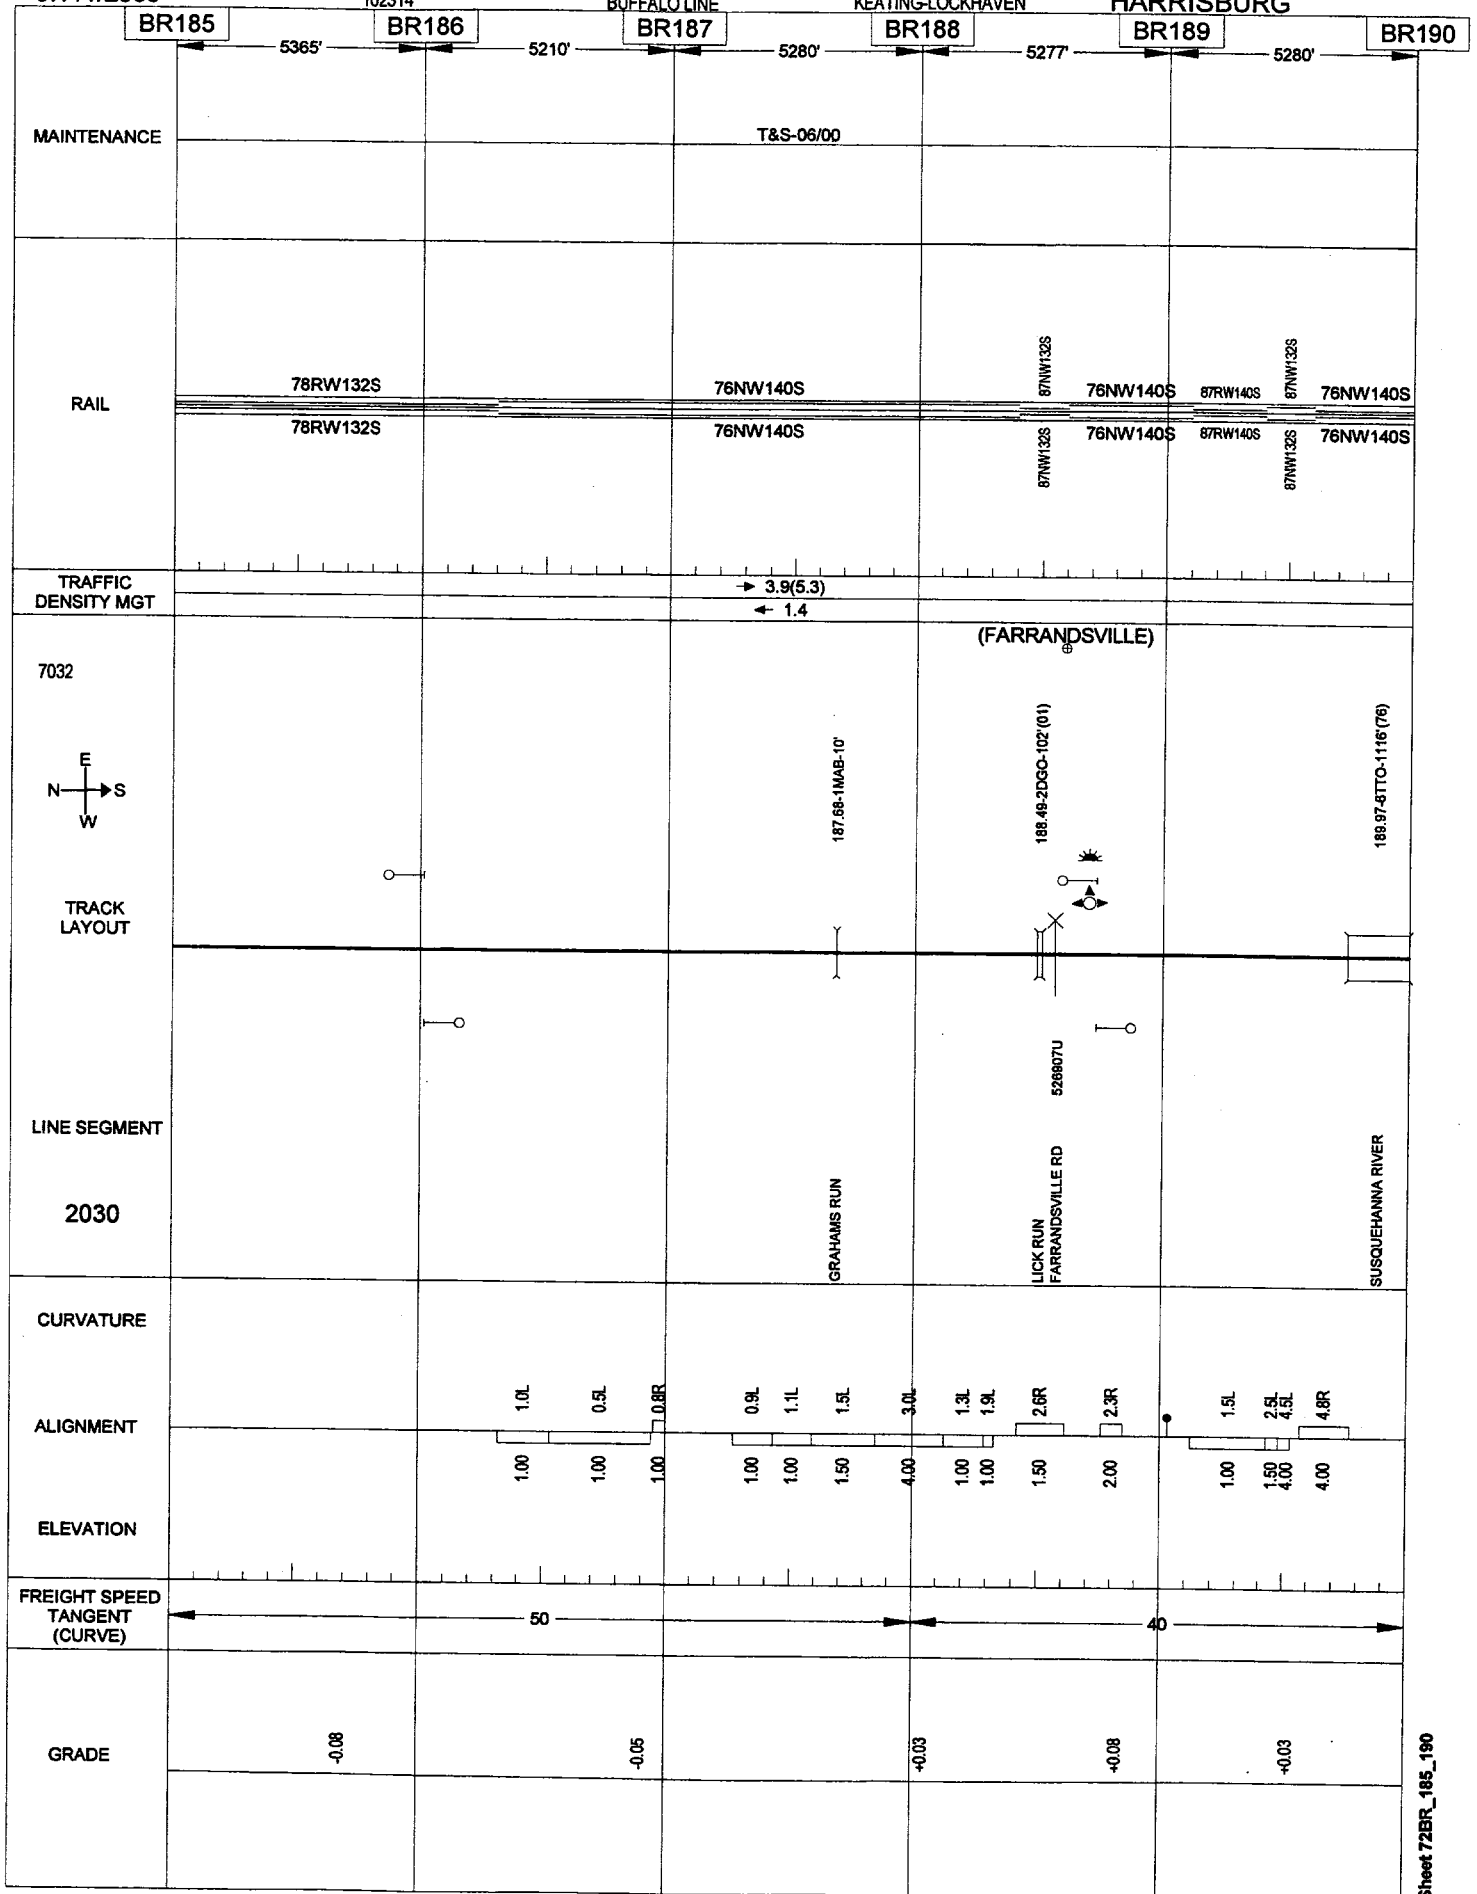 BUFFALO LINE
KEATING-LOCKHAVEN
HARRISBURG
BR185
BR186
BR187
BR188
BR189
BR190
5365'
5210'
5280'
5277'
5280'
MAINTENANCE
T&S-06/00
RAIL
78RW132S
76NW140S
87NW132S
76NW140S
87RW140S
87NW132S
76NW140S
78RW132S
76NW140S
87NW132S
76NW140S
87RW140S
87NW132S
76NW140S
TRAFFIC
DENSITY MGT
3.9(5.3)
1.4
(FARRANDSVILLE)
7032
E
N S
W
187.68-1MAB-10'
188.49-2DGO-102'(01)
189.97-8TTO-1116'(76)
TRACK
LAYOUT
526907U
LINE SEGMENT
2030
GRAHAMS RUN
LICK RUN
FARRANDSVILLE RD
SUSQUEHANNA RIVER
CURVATURE
ALIGNMENT
1.0L
0.5L
0.8R
0.9L
1.1L
1.5L
3.0L
1.3L
1.9L
2.6R
2.3R
1.5L
2.5L
4.5L
4.8R
1.00
1.00
1.00
1.00
1.00
1.50
4.00
1.00
1.00
1.50
2.00
1.00
1.50
4.00
4.00
ELEVATION
FREIGHT SPEED
TANGENT
(CURVE)
50
40
GRADE
-0.08
-0.05
+0.03
+0.08
+0.03
Sheet 72BR_185_190